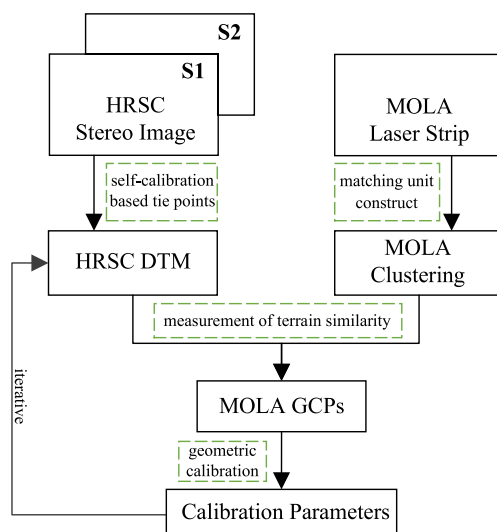 S2
S1
HRSC
Stereo Image
MOLA
Laser Strip
self-calibration
based tie points
matching unit
construct
HRSC DTM
MOLA
Clustering
measurement of terrain similarity
iterative
MOLA GCPs
geometric
calibration
Calibration Parameters